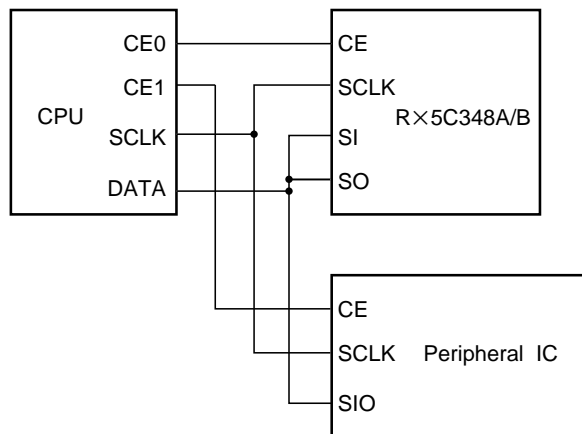 CE0
CE1
CPU
SCLK
DATA
CE
SCLK
R×5C348A/B
SI
SO
CE
SCLK Peripheral IC
SIO